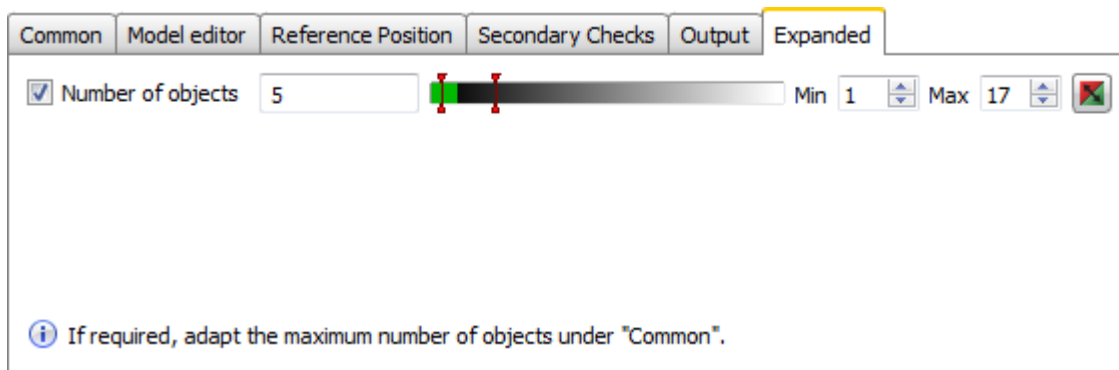 Common Model editor Reference Position Secondary Checks Output Expanded
Number of objects 5 Min 1 Max 17
If required, adapt the maximum number of objects under "Common".